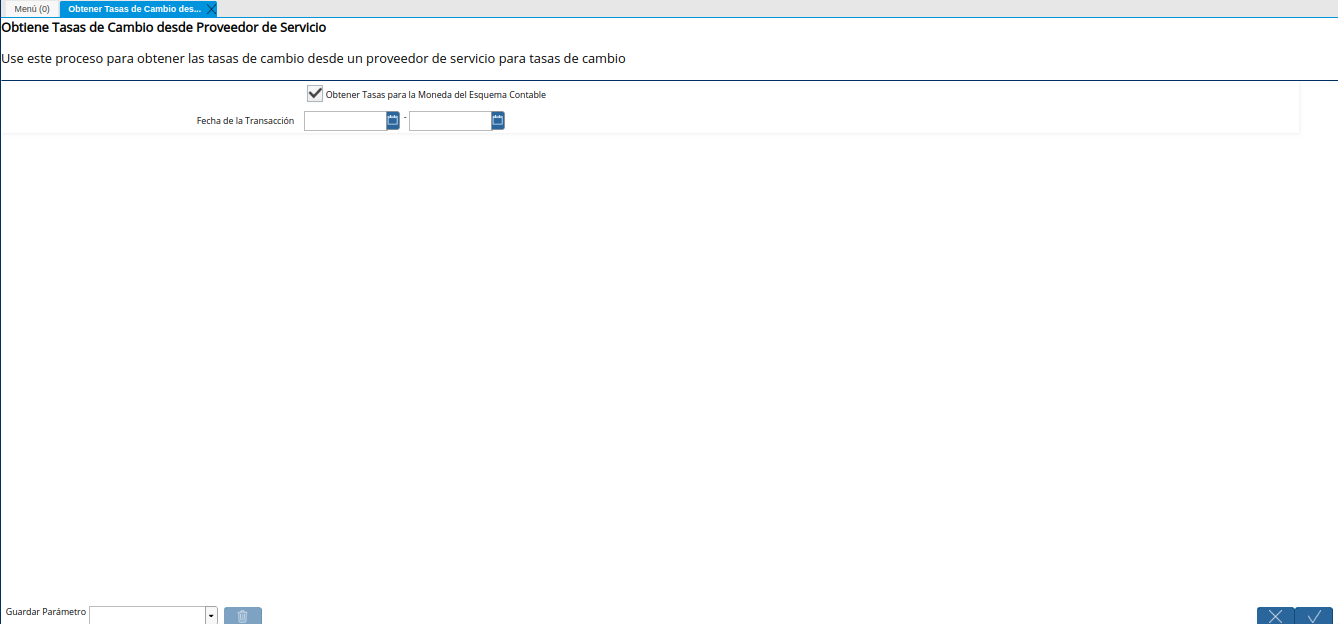 Menú (0) Obtener Tasas de Cambio des...
Obtiene Tasas de Cambio desde Proveedor de Servicio
Use este proceso para obtener las tasas de cambio desde un proveedor de servicio para tasas de cambio
Obtener Tasas para la Moneda del Esquema Contable
Fecha de la Transacción -
Guardar Parámetro